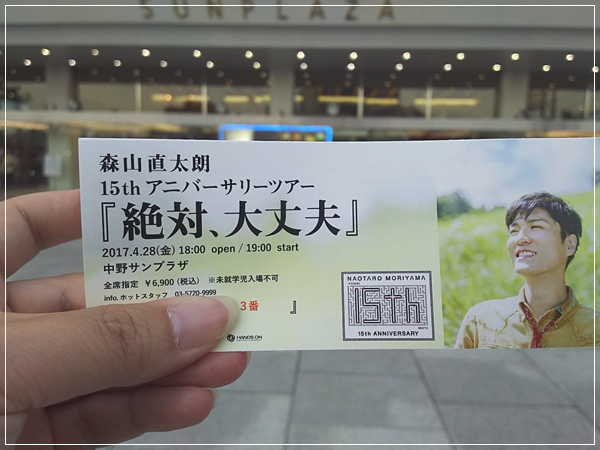 SUNPLAZA
森山直太朗
15th アニバーサリーツアー
『絶対、大丈夫』
2017.4.28(金) 18:00 open / 19:00 start
中野サンプラザ
全席指定 ￥6,900 (税込) ※未就学児入場不可
info. ホットスタッフ 03-5720-9999
3番
』
HANDS ON
NAOTARO MORIYAMA
15th
15th ANNIVERSARY